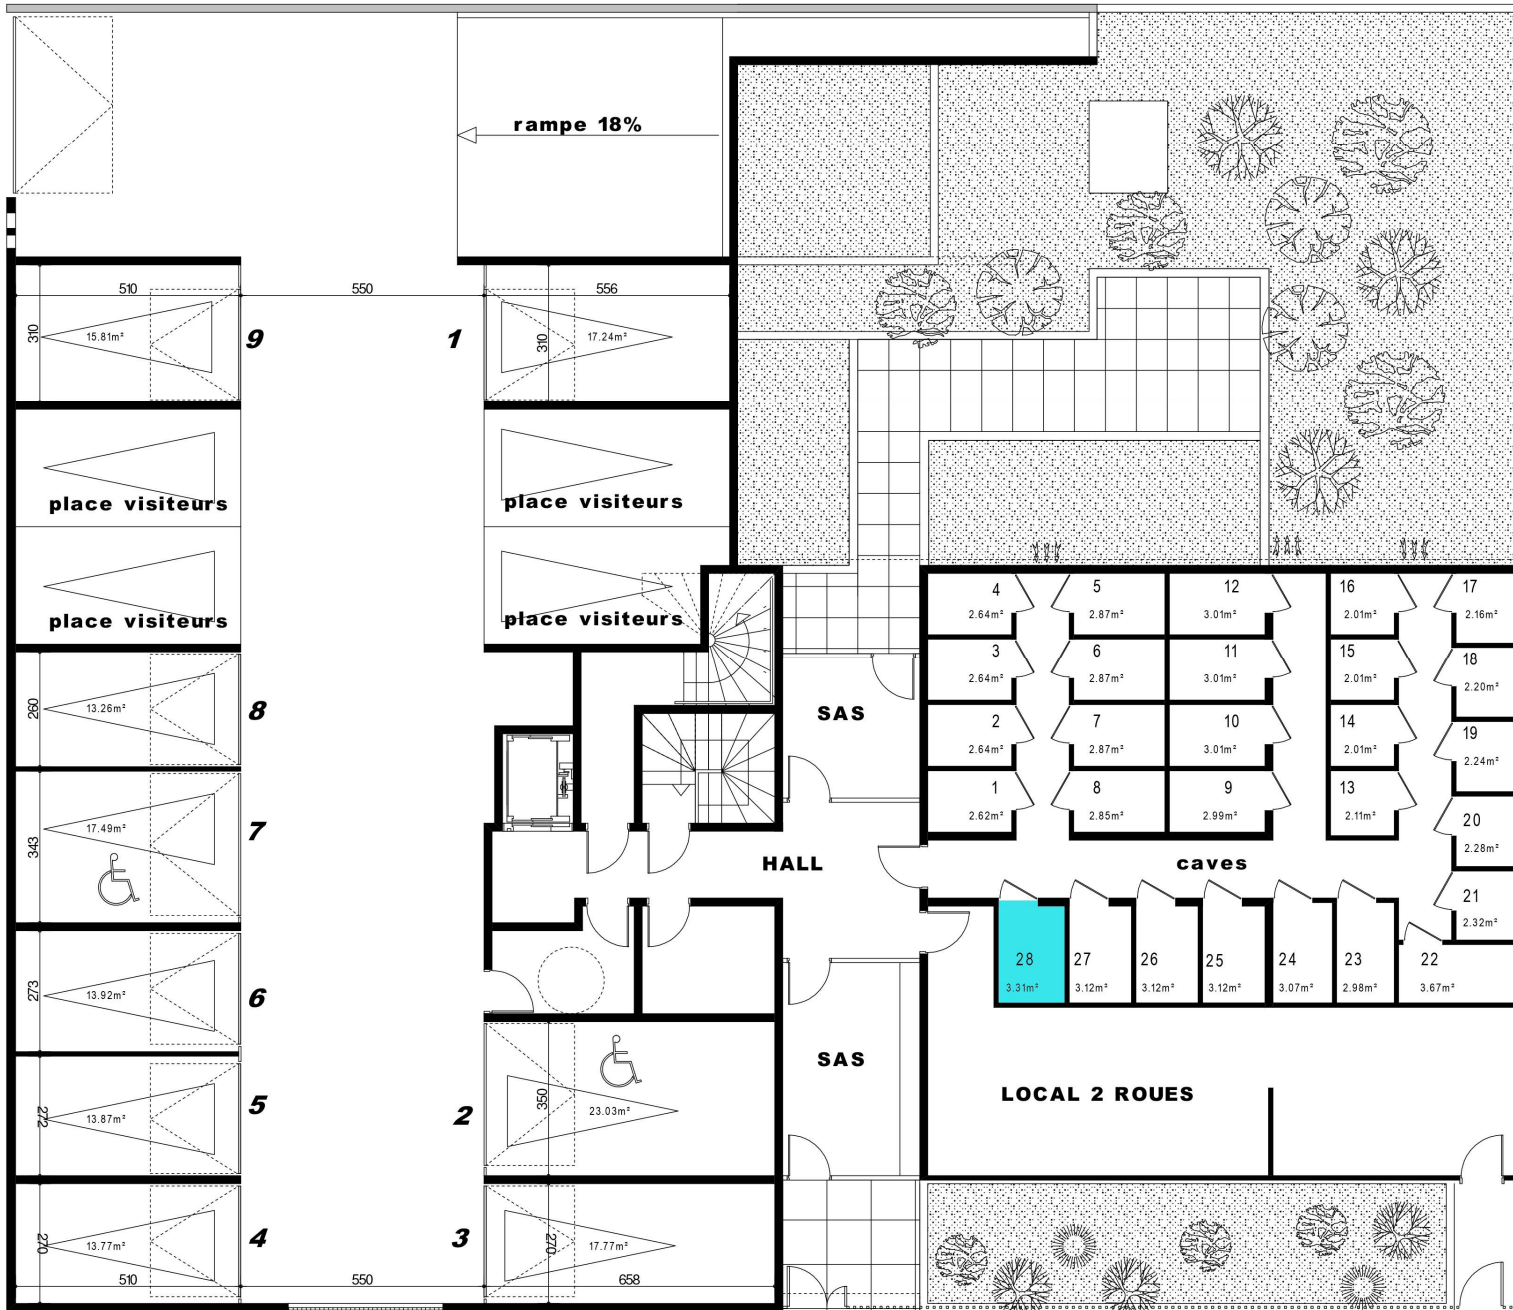 rampe 18%
510
550
556
310
15.81m²
9
1
310
17.24m²
place visiteurs
place visiteurs
place visiteurs
place visiteurs
260
13.26m²
8
343
17.49m²
7
273
13.92m²
6
272
13.87m²
5
2
350
23.03m²
270
13.77m²
4
3
270
17.77m²
510
550
658
SAS
HALL
SAS
caves
LOCAL 2 ROUES
4
2.64m²
5
2.87m²
12
3.01m²
16
2.01m²
17
2.16m²
3
2.64m²
6
2.87m²
11
3.01m²
15
2.01m²
18
2.20m²
2
2.64m²
7
2.87m²
10
3.01m²
14
2.01m²
19
2.24m²
1
2.62m²
8
2.85m²
9
2.99m²
13
2.11m²
20
2.28m²
21
2.32m²
28
3.31m²
27
3.12m²
26
3.12m²
25
3.12m²
24
3.07m²
23
2.98m²
22
3.67m²